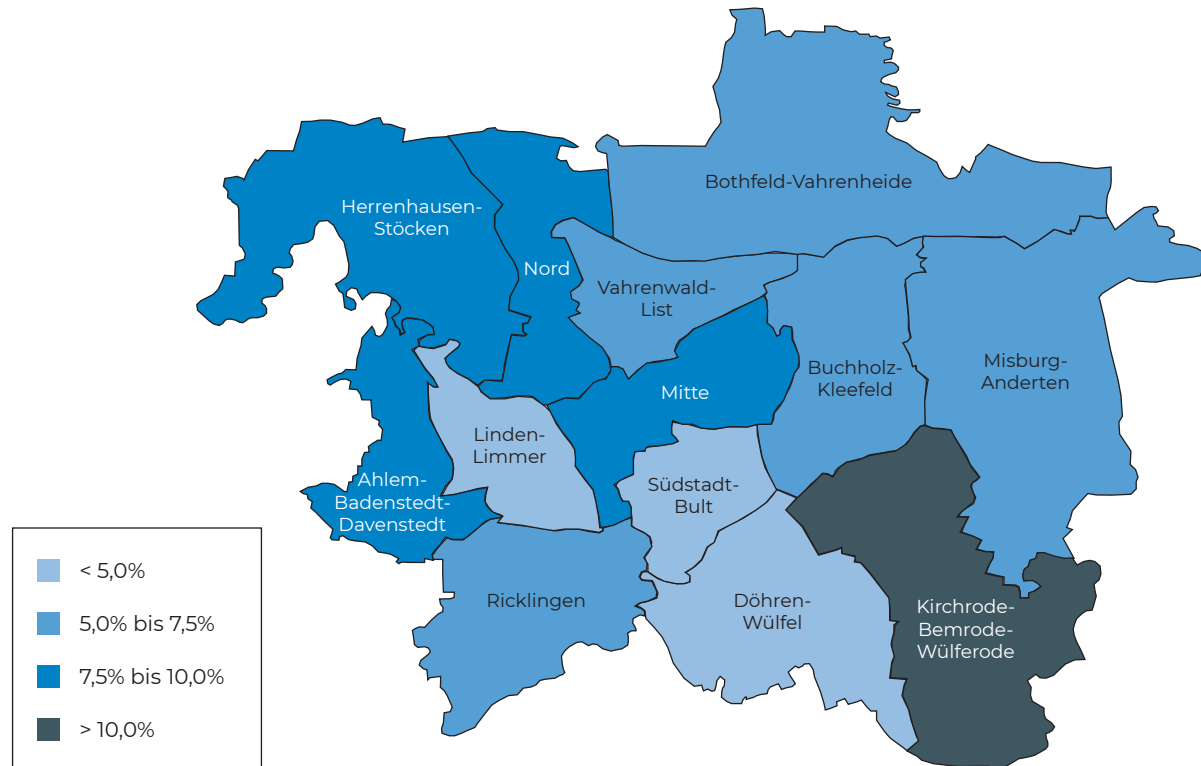 Bothfeld-Vahrenheide
Herrenhausen-
Stöcken
Nord
Vahrenwald-
List
Misburg-
Anderten
Buchholz-
Kleefeld
Mitte
Linden-
Limmer
Südstadt-
Bult
Ahlem-
Badenstedt-
Davenstedt
Ricklingen
Döhren-
Wülfel
Kirchrode-
Bemrode-
Wülferode
< 5,0%
5,0% bis 7,5%
7,5% bis 10,0%
> 10,0%